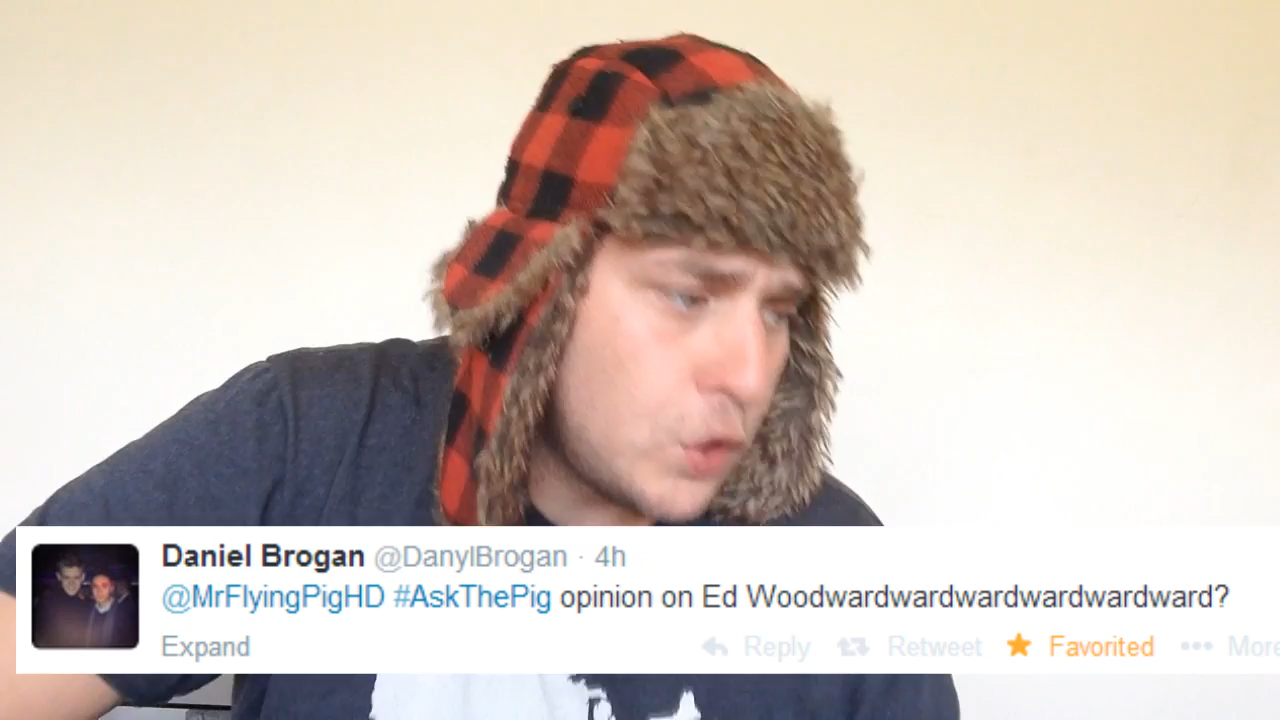 Daniel Brogan @DanylBrogan · 4h
@MrFlyingPigHD #AskThePig opinion on Ed Woodwardwardwardwardwardward?
Expand Reply Retweet Favorited More